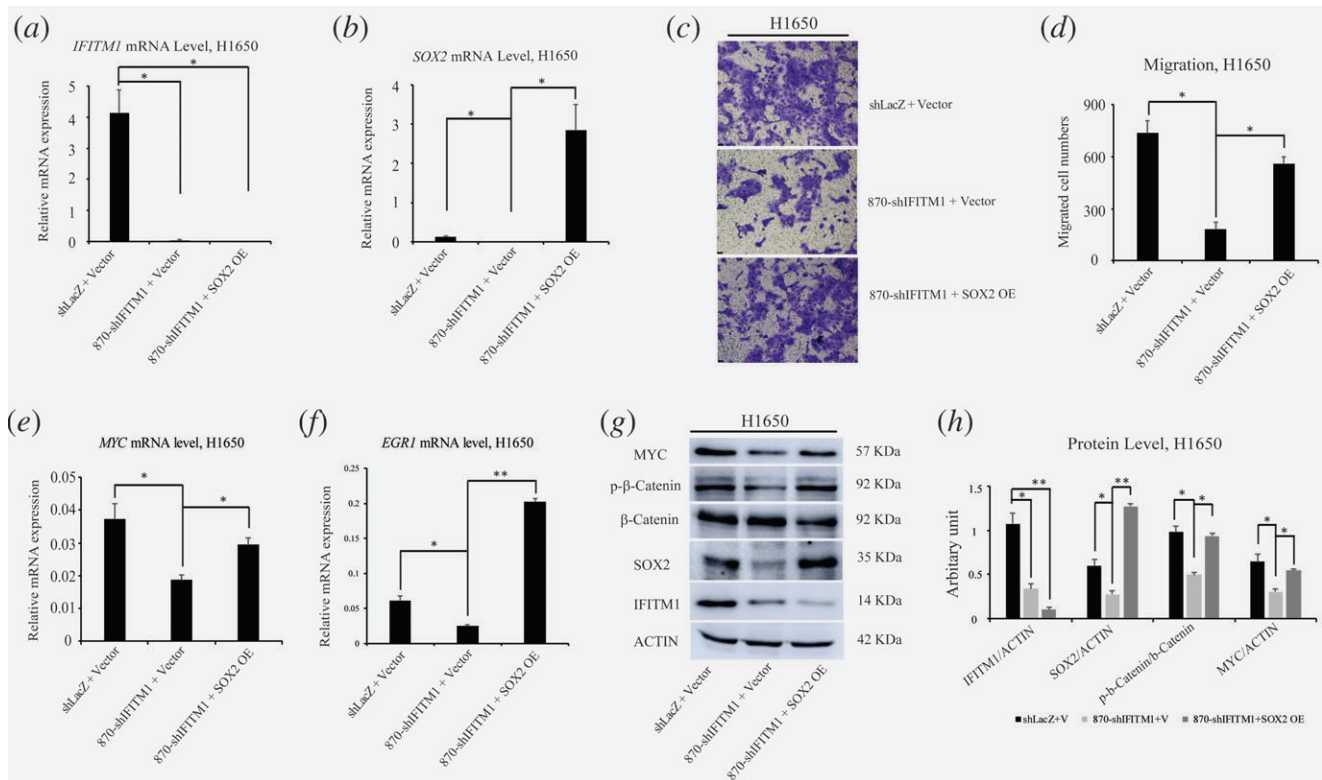 (a)
IFITM1 mRNA Level, H1650
Relative mRNA expression
5
4
3
2
1
0
*
*
shLacZ + Vector
870-shIFITM1 + Vector
870-shIFITM1 + SOX2 OE
(b)
SOX2 mRNA Level, H1650
Relative mRNA expression
4
3
2
1
0
*
*
shLacZ + Vector
870-shIFITM1 + Vector
870-shIFITM1 + SOX2 OE
(c)
H1650
shLacZ + Vector
870-shIFITM1 + Vector
870-shIFITM1 + SOX2 OE
(d)
Migration, H1650
Migrated cell numbers
900
600
300
0
*
*
shLacZ + Vector
870-shIFITM1 + Vector
870-shIFITM1 + SOX2 OE
(e)
MYC mRNA level, H1650
Relative mRNA expression
0.05
0.04
0.03
0.02
0.01
0
*
*
shLacZ + Vector
870-shIFITM1 + Vector
870-shIFITM1 + SOX2 OE
(f)
EGR1 mRNA level, H1650
Relative mRNA expression
0.25
0.2
0.15
0.1
0.05
0
*
**
shLacZ + Vector
870-shIFITM1 + Vector
870-shIFITM1 + SOX2 OE
(g)
H1650
MYC 57 KDa
p-β-Catenin 92 KDa
β-Catenin 92 KDa
SOX2 35 KDa
IFITM1 14 KDa
ACTIN 42 KDa
shLacZ + Vector
870-shIFITM1 + Vector
870-shIFITM1 + SOX2 OE
(h)
Protein Level, H1650
Arbitary unit
1.5
1
0.5
0
**
*
*
**
*
*
*
*
IFITM1/ACTIN
SOX2/ACTIN
p-b-Catenin/b-Catenin
MYC/ACTIN
shLacZ+V 870-shIFITM1+V 870-shIFITM1+SOX2 OE